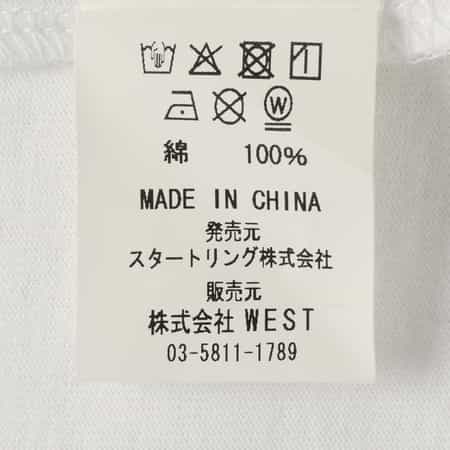 W
綿 100%
MADE IN CHINA
発売元
スタートリング株式会社
販売元
株式会社 WEST
03-5811-1789